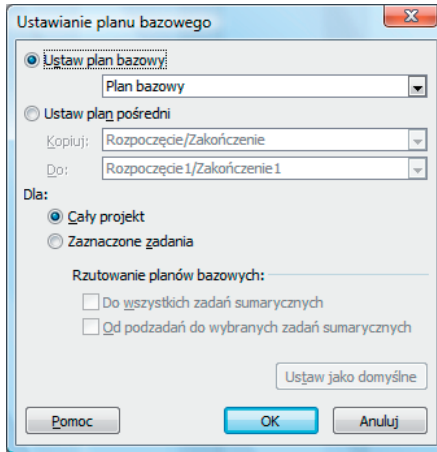 Ustawianie planu bazowego
Ustaw plan bazowy
Plan bazowy
Ustaw plan pośredni
Kopiuj: Rozpoczęcie/Zakończenie
Do: Rozpoczęcie1/Zakończenie1
Dla:
Cały projekt
Zaznaczone zadania
Rzutowanie planów bazowych:
Do wszystkich zadań sumarycznych
Od podzadań do wybranych zadań sumarycznych
Ustaw jako domyślne
Pomoc OK Anuluj